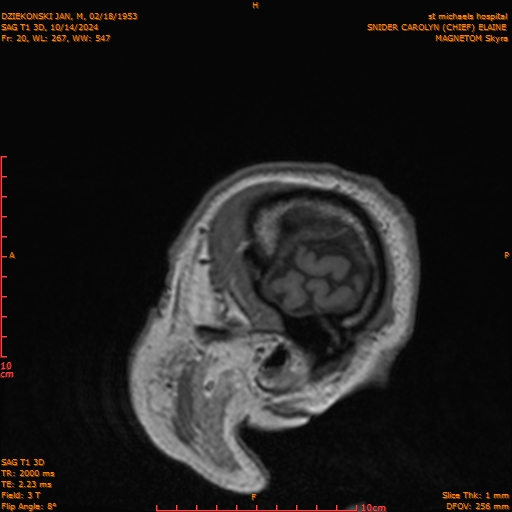 H
DZIEKONSKI JAN, M, 02/18/1953
SAG T1 3D, 10/14/2024
Fr: 20, WL: 267, WW: 547
st michaels hospital
SNIDER CAROLYN (CHIEF) ELAINE
MAGNETOM Skyra
A
P
10
cm
SAG T1 3D
TR: 2000 ms
TE: 2.23 ms
Field: 3 T
Flip Angle: 8°
F
10cm
Slice Thk: 1 mm
DFOV: 256 mm